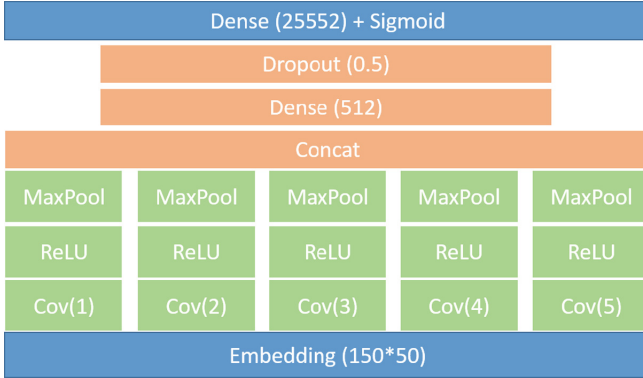 Dense (25552) + Sigmoid
Dropout (0.5)
Dense (512)
Concat
MaxPool MaxPool MaxPool MaxPool MaxPool
ReLU ReLU ReLU ReLU ReLU
Cov(1) Cov(2) Cov(3) Cov(4) Cov(5)
Embedding (150*50)